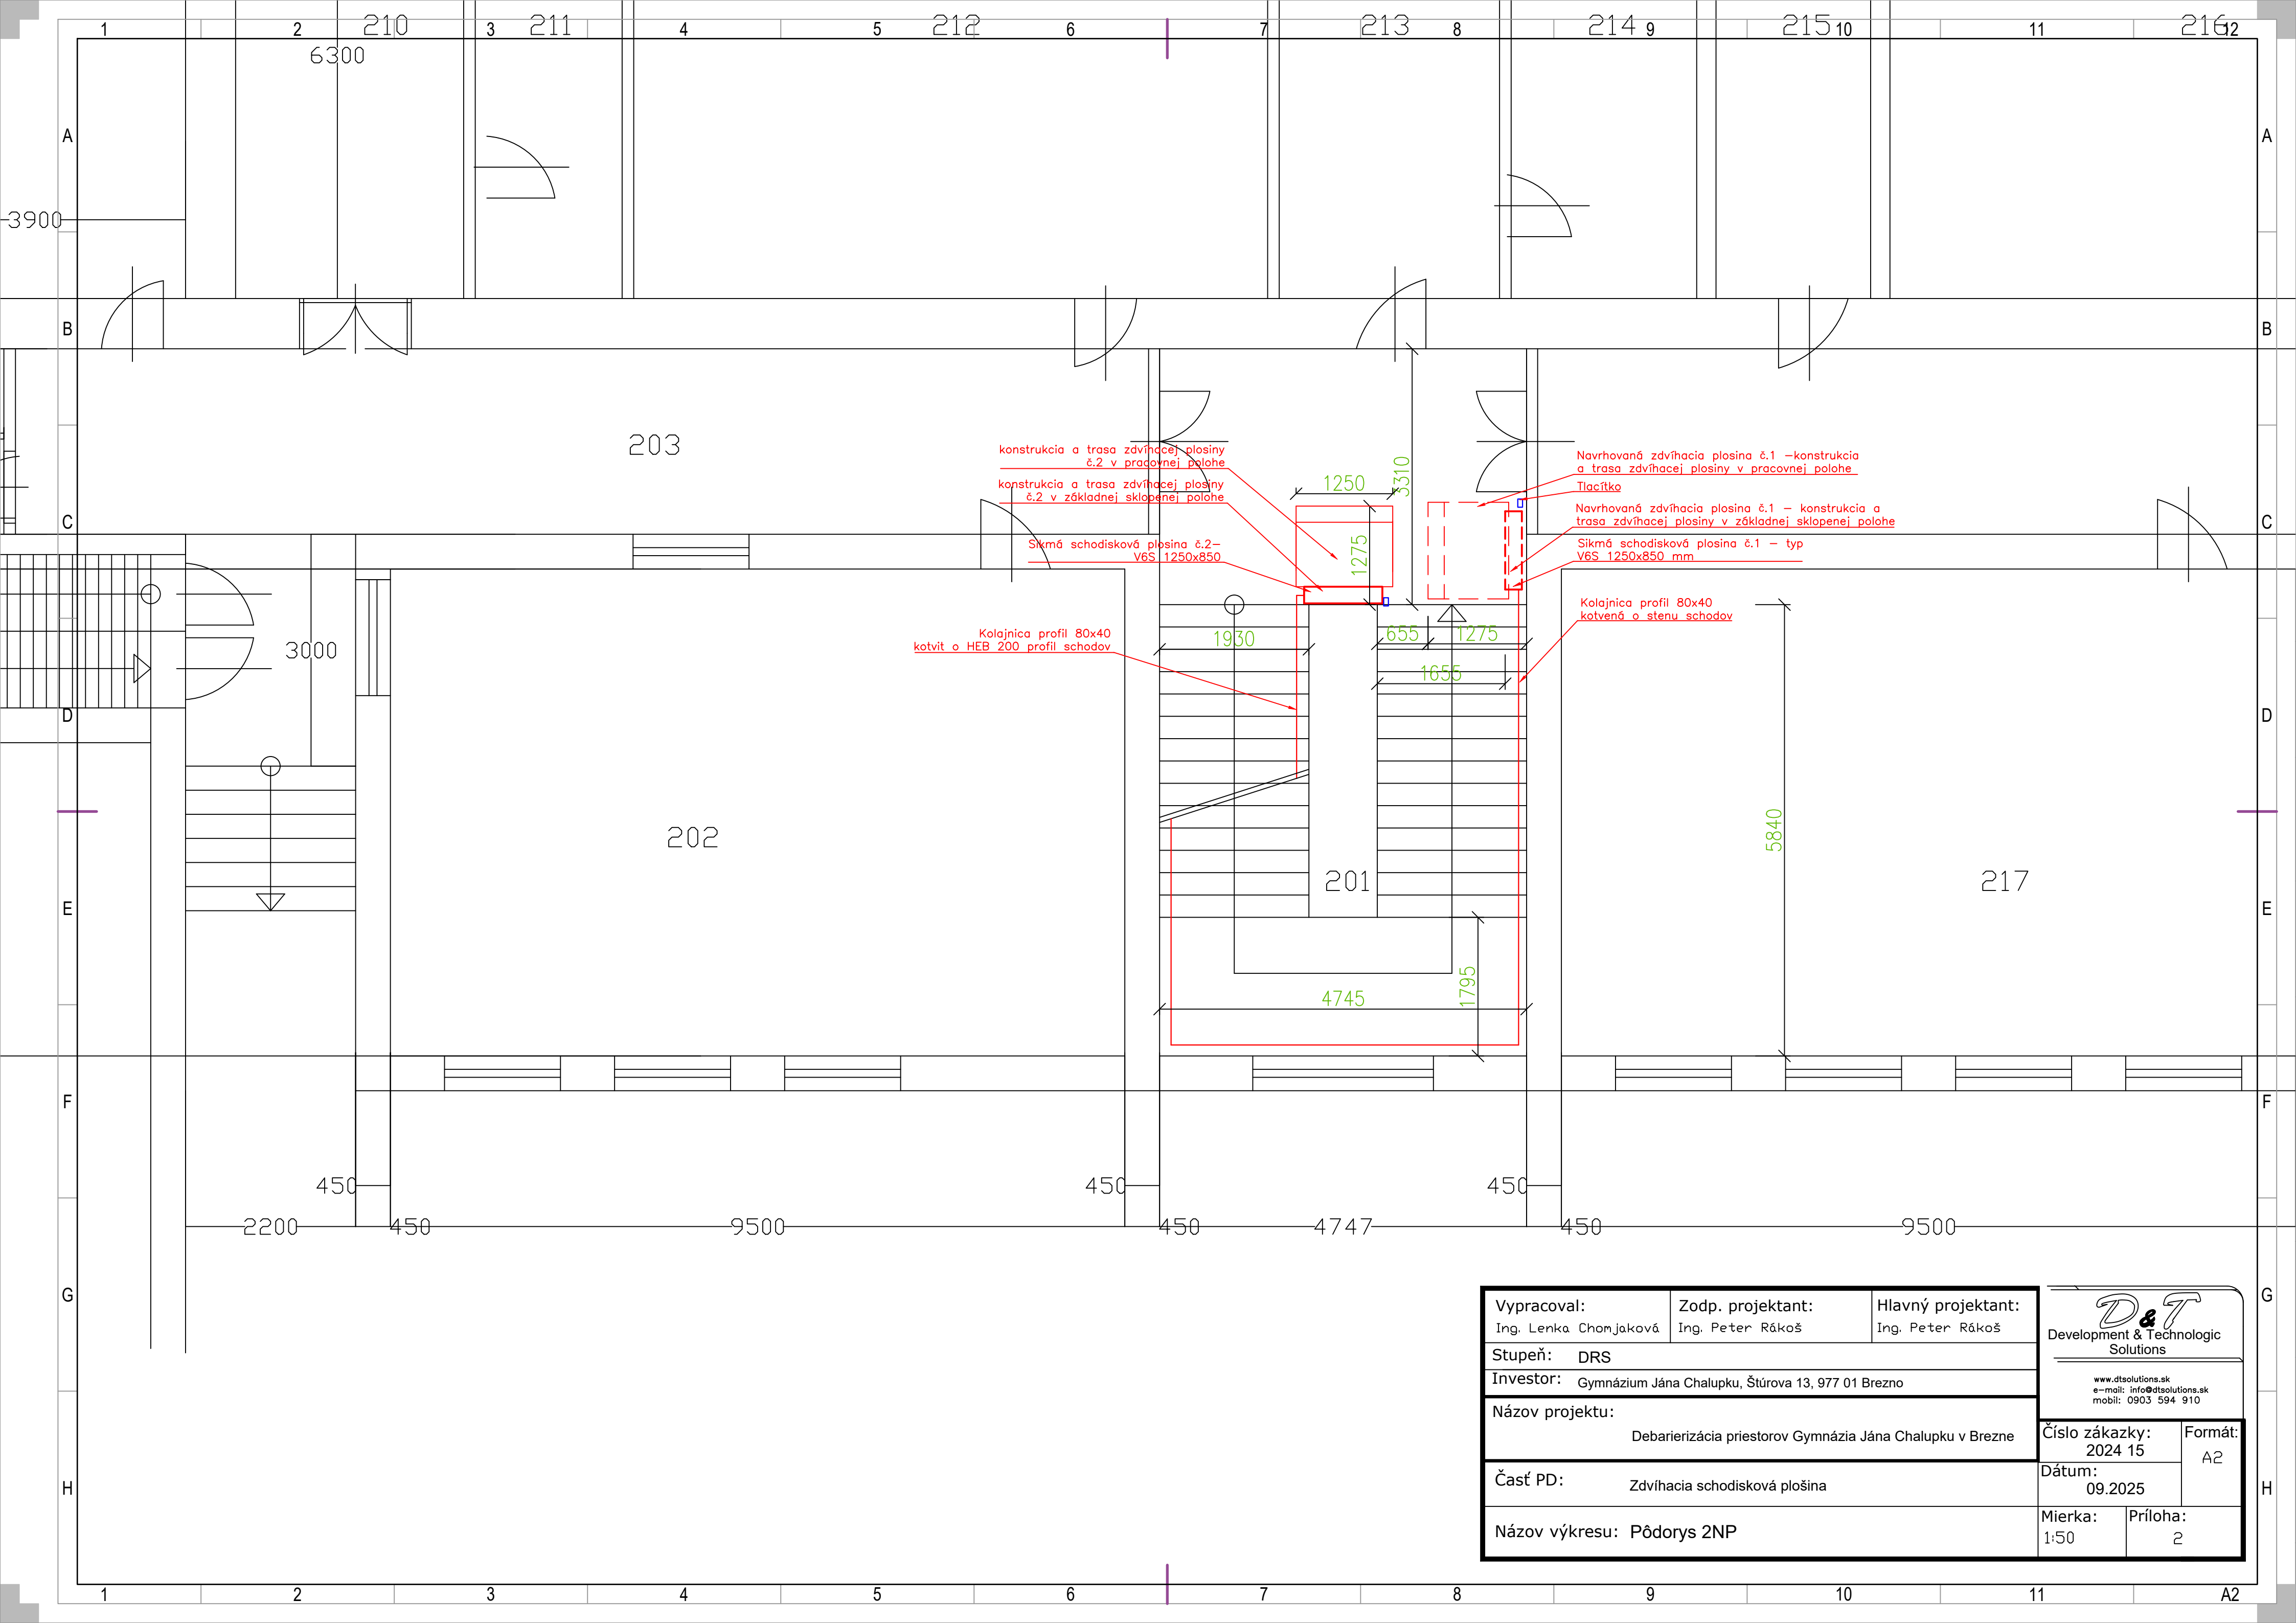 1 2 3 4 5 6 7 8 9 10 11 12
210 211 212 213 214 215 216
6300
A A
3900
B B
203
konstrukcia a trasa zdvíhacej plosiny
č.2 v pracovnej polohe
konstrukcia a trasa zdvíhacej plosiny
č.2 v základnej sklopenej polohe
Sikmá schodisková plosina č.2-
V6S 1250x850
1250
3310
1275
Navrhovaná zdvíhacia plosina č.1 -konstrukcia
a trasa zdvíhacej plosiny v pracovnej polohe
Tlacítko
Navrhovaná zdvíhacia plosina č.1 - konstrukcia a
trasa zdvíhacej plosiny v základnej sklopenej polohe
Sikmá schodisková plosina č.1 - typ
V6S 1250x850 mm
C C
Kolajnica profil 80x40
kotvená o stenu schodov
Kolajnica profil 80x40
kotvit o HEB 200 profil schodov
3000
1930
655 1275
1655
D D
202
5840
201
217
E E
1795
4745
F F
450 450 450
2200 450 9500 450 4747 450 9500
G G
Vypracoval:
Ing. Lenka Chomjaková
Zodp. projektant:
Ing. Peter Rákoš
Hlavný projektant:
Ing. Peter Rákoš
D&T
Development & Technologic
Solutions
www.dtsolutions.sk
e-mail: info@dtsolutions.sk
mobil: 0903 594 910
Stupeň: DRS
Investor: Gymnázium Jána Chalupku, Štúrova 13, 977 01 Brezno
Názov projektu:
Debarierizácia priestorov Gymnázia Jána Chalupku v Brezne
Číslo zákazky:
2024 15
Formát:
A2
Časť PD: Zdvíhacia schodisková plošina
Dátum:
09.2025
Názov výkresu: Pôdorys 2NP
Mierka:
1:50
Príloha:
2
H H
1 2 3 4 5 6 7 8 9 10 11 A2